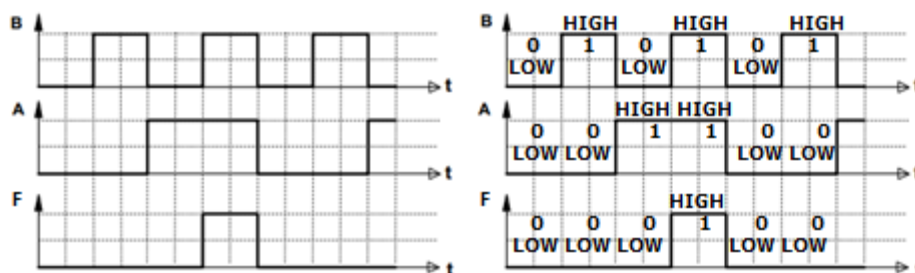 B
t
A
t
F
t
B
HIGH HIGH HIGH
0 1 0 1 0 1
LOW LOW LOW
t
A
HIGH HIGH
0 0 1 1 0 0
LOW LOW LOW LOW
t
F
HIGH
0 0 0 1 0 0
LOW LOW LOW LOW LOW
t